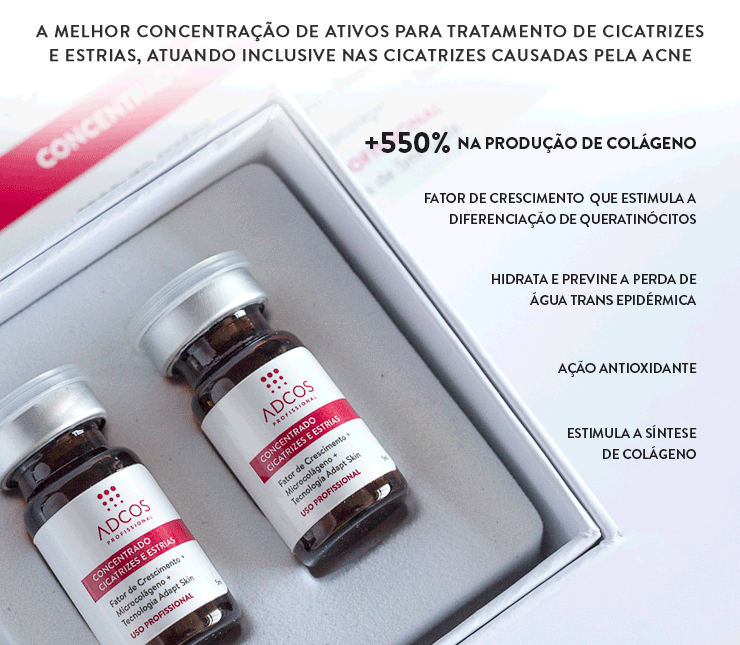 A MELHOR CONCENTRAÇÃO DE ATIVOS PARA TRATAMENTO DE CICATRIZES
E ESTRIAS, ATUANDO INCLUSIVE NAS CICATRIZES CAUSADAS PELA ACNE
+550% NA PRODUÇÃO DE COLÁGENO
FATOR DE CRESCIMENTO QUE ESTIMULA A
DIFERENCIAÇÃO DE QUERATINÓCITOS
HIDRATA E PREVINE A PERDA DE
ÁGUA TRANS EPIDÉRMICA
AÇÃO ANTIOXIDANTE
ESTIMULA A SÍNTESE
DE COLÁGENO
ADCOS
PROFISSIONAL
CONCENTRADO
CICATRIZES E ESTRIAS
Fator de Crescimento +
Microcolágeno +
Tecnologia Adapt Skin
USO PROFISSIONAL
ADCOS
PROFISSIONAL
CONCENTRADO
CICATRIZES E ESTRIAS
Fator de Crescimento +
Microcolágeno +
Tecnologia Adapt Skin
USO PROFISSIONAL